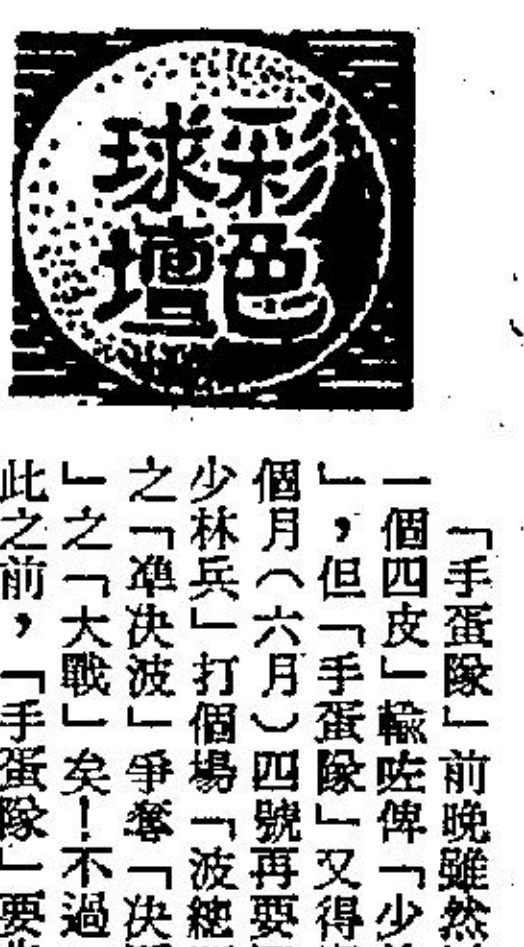 彩色
球壇
「手蛋隊」前晚雖然
一個四皮」輸咗俾「少
」，但「手蛋隊」又得
個月（六月）四號再要
少林兵」打個場「波總
之「準決波」爭奪「決
」之「大戰」矣！不過
此之前，「手蛋隊」要